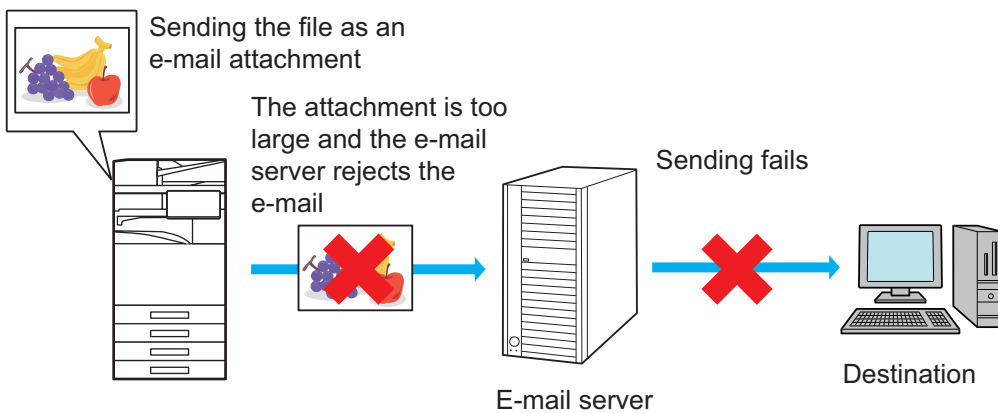 Sending the file as an
e-mail attachment
The attachment is too
large and the e-mail
server rejects the
e-mail
Sending fails
E-mail server
Destination